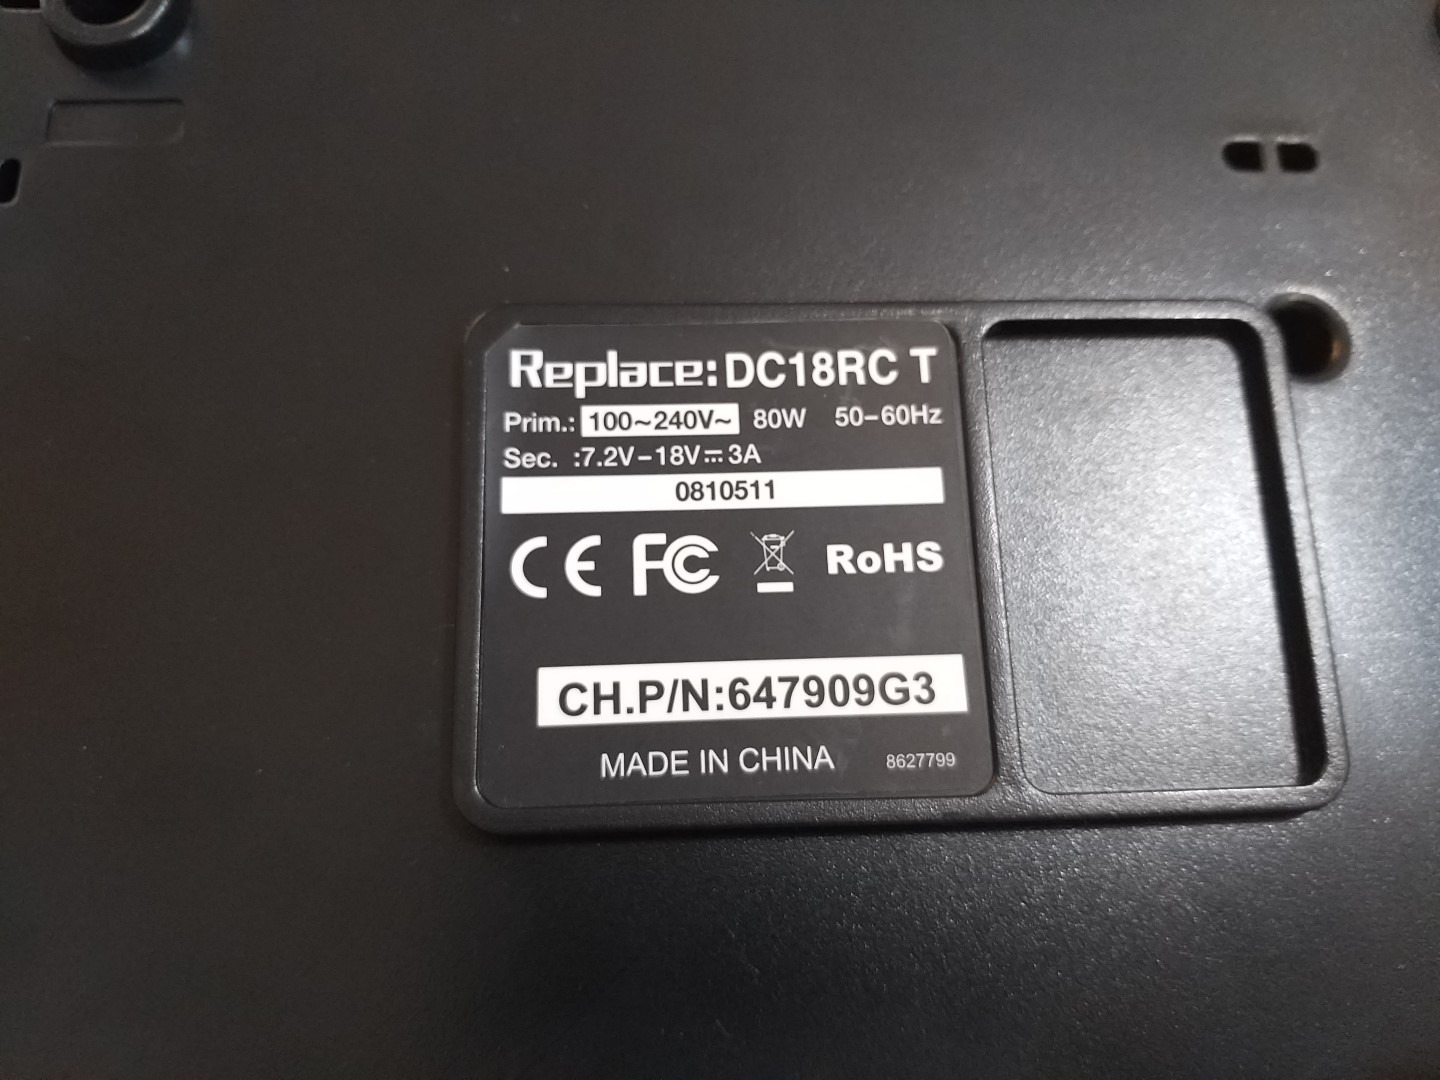 Replace: DC18RC T
Prim.: 100~240V~ 80W 50-60Hz
Sec. :7.2V-18V⎓3A
0810511
CE FC RoHS
CH.P/N:647909G3
MADE IN CHINA 8627799